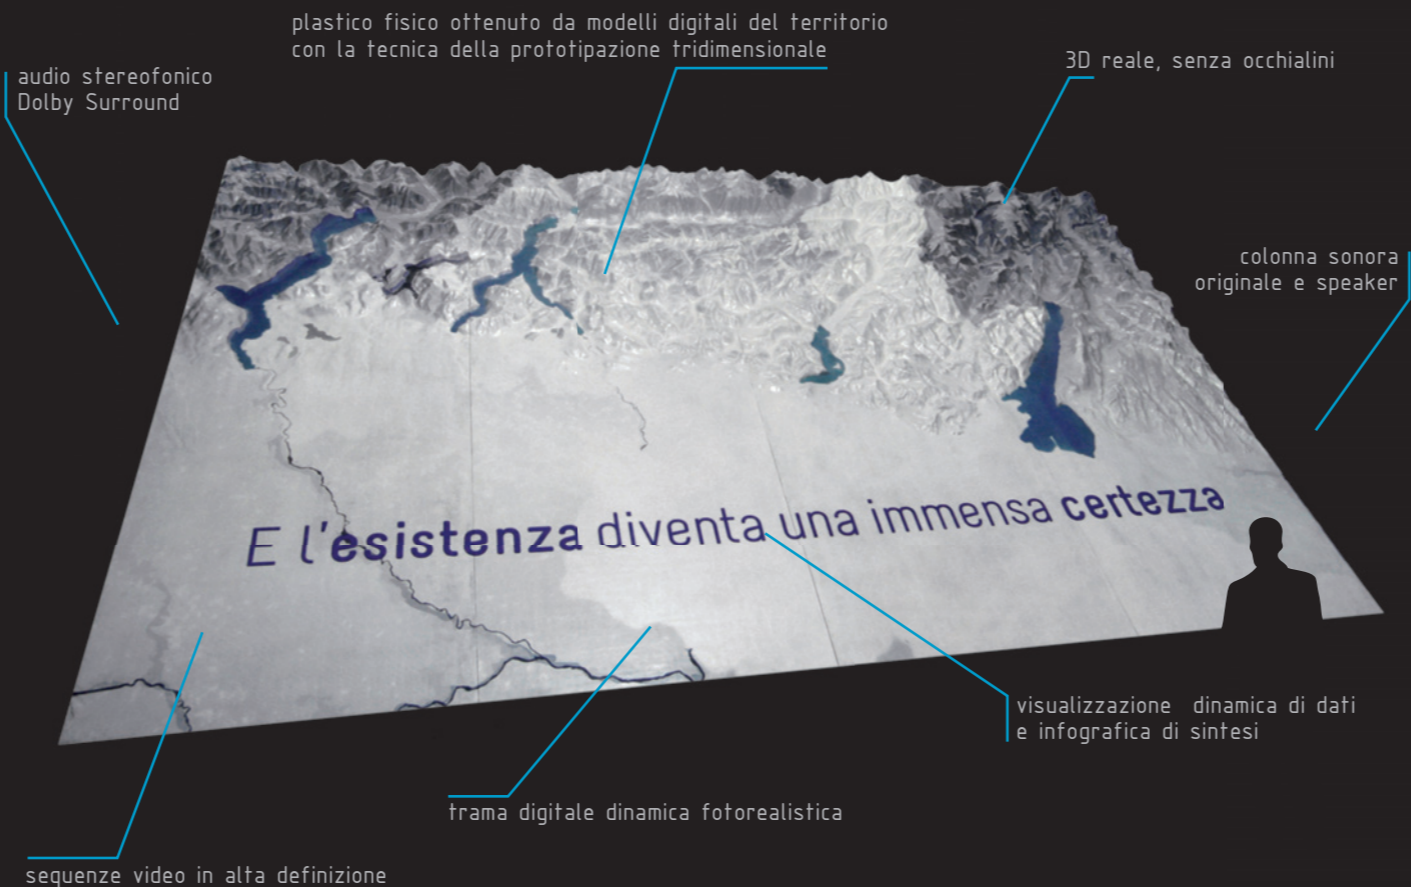 plastico fisico ottenuto da modelli digitali del territorio
con la tecnica della prototipazione tridimensionale
3D reale, senza occhialini
audio stereofonico
Dolby Surround
colonna sonora
originale e speaker
E l'esistenza diventa una immensa certezza
visualizzazione dinamica di dati
e infografica di sintesi
trama digitale dinamica fotorealistica
sequenze video in alta definizione